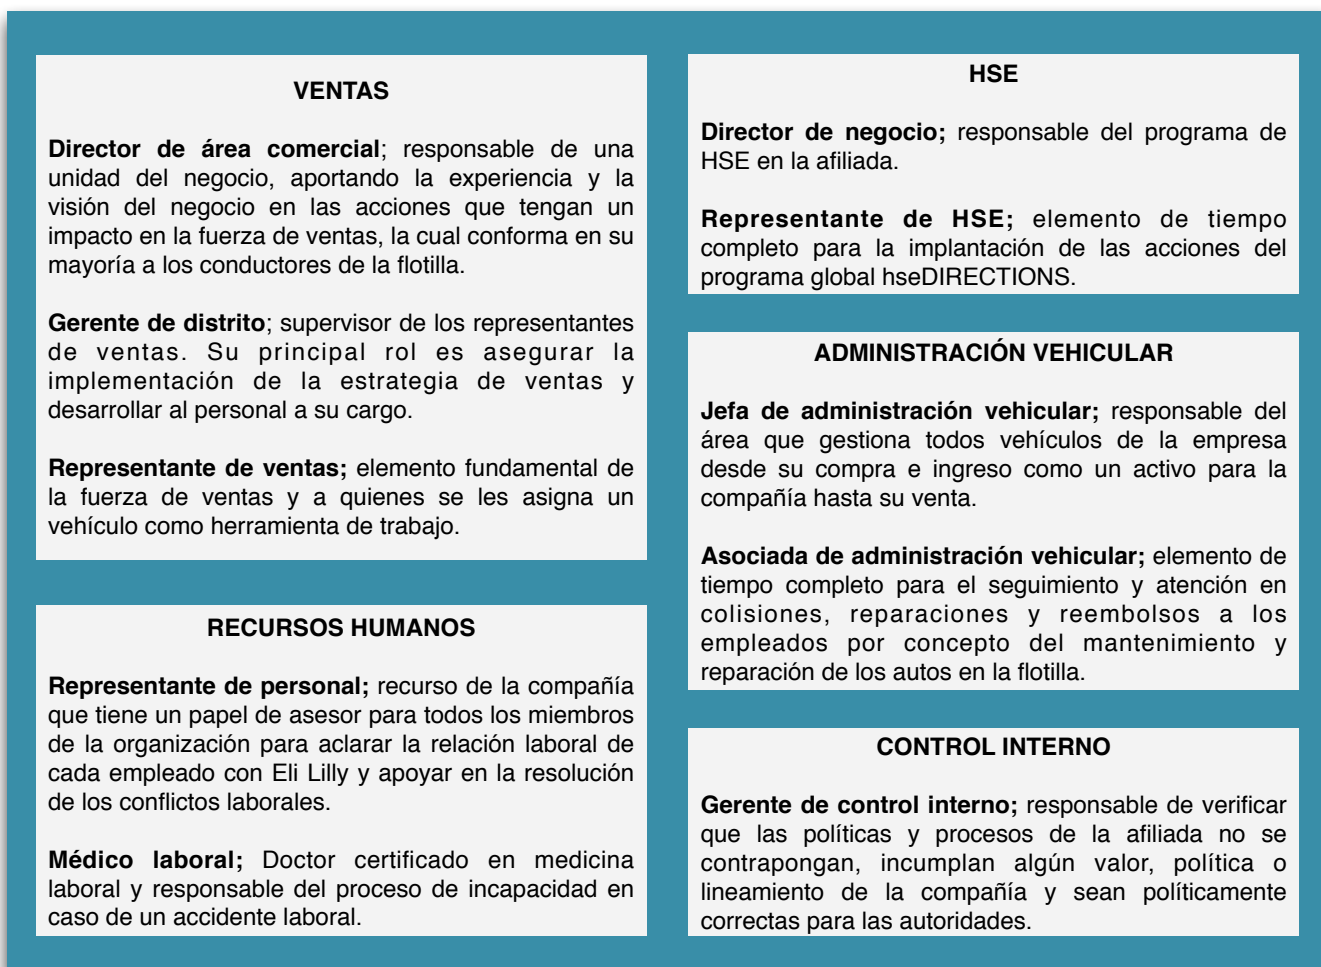 VENTAS
Director de área comercial; responsable de una
unidad del negocio, aportando la experiencia y la
visión del negocio en las acciones que tengan un
impacto en la fuerza de ventas, la cual conforma en su
mayoría a los conductores de la flotilla.
Gerente de distrito; supervisor de los representantes
de ventas. Su principal rol es asegurar la
implementación de la estrategia de ventas y
desarrollar al personal a su cargo.
Representante de ventas; elemento fundamental de
la fuerza de ventas y a quienes se les asigna un
vehículo como herramienta de trabajo.
RECURSOS HUMANOS
Representante de personal; recurso de la compañía
que tiene un papel de asesor para todos los miembros
de la organización para aclarar la relación laboral de
cada empleado con Eli Lilly y apoyar en la resolución
de los conflictos laborales.
Médico laboral; Doctor certificado en medicina
laboral y responsable del proceso de incapacidad en
caso de un accidente laboral.
HSE
Director de negocio; responsable del programa de
HSE en la afiliada.
Representante de HSE; elemento de tiempo
completo para la implantación de las acciones del
programa global hseDIRECTIONS.
ADMINISTRACIÓN VEHICULAR
Jefa de administración vehicular; responsable del
área que gestiona todos vehículos de la empresa
desde su compra e ingreso como un activo para la
compañía hasta su venta.
Asociada de administración vehicular; elemento de
tiempo completo para el seguimiento y atención en
colisiones, reparaciones y reembolsos a los
empleados por concepto del mantenimiento y
reparación de los autos en la flotilla.
CONTROL INTERNO
Gerente de control interno; responsable de verificar
que las políticas y procesos de la afiliada no se
contrapongan, incumplan algún valor, política o
lineamiento de la compañía y sean políticamente
correctas para las autoridades.